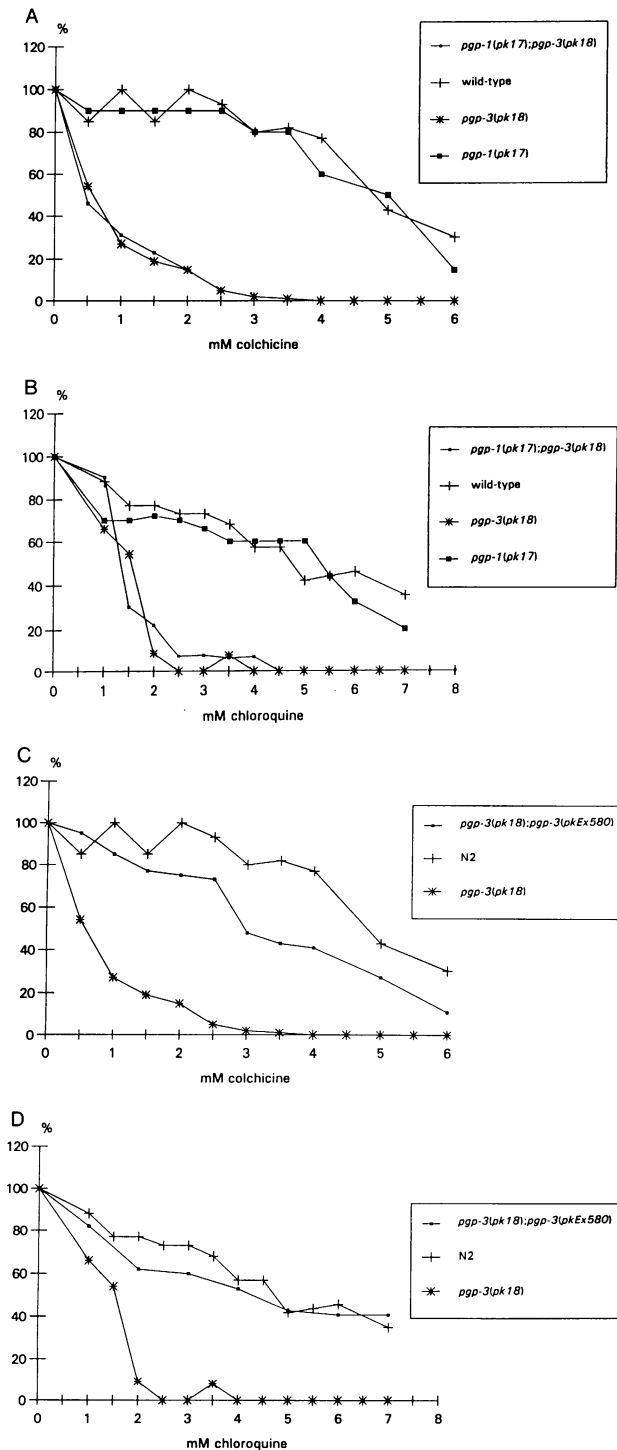 A
%
120
100
80
60
40
20
0
0 1 2 3 4 5 6
mM colchicine
pgp-1(pk17);pgp-3(pk18)
wild-type
pgp-3(pk18)
pgp-1(pk17)
B
%
120
100
80
60
40
20
0
0 1 2 3 4 5 6 7 8
mM chloroquine
pgp-1(pk17);pgp-3(pk18)
wild-type
pgp-3(pk18)
pgp-1(pk17)
C
%
120
100
80
60
40
20
0
0 1 2 3 4 5 6
mM colchicine
pgp-3(pk18);pgp-3(pkEx580)
N2
pgp-3(pk18)
D
%
120
100
80
60
40
20
0
0 1 2 3 4 5 6 7 8
mM chloroquine
pgp-3(pk18);pgp-3(pkEx580)
N2
pgp-3(pk18)